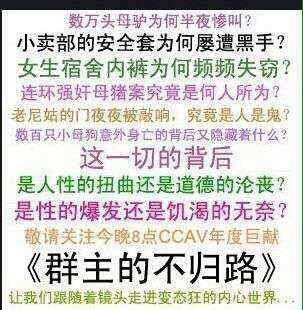 数万头母驴为何半夜惨叫?
小卖部的安全套为何屡遭黑手?
女生宿舍内裤为何频频失窃?
连环强奸母猪案究竟是何人所为?
老尼姑的门夜夜被敲响，究竟是人是鬼?
数百只小母狗意外身亡的背后又隐藏着什么?
这一切的背后
是人性的扭曲还是道德的沦丧?
是性的爆发还是饥渴的无奈?
敬请关注今晚8点CCAV年度巨献
《群主的不归路》
让我们跟随着镜头走进变态狂的内心世界...